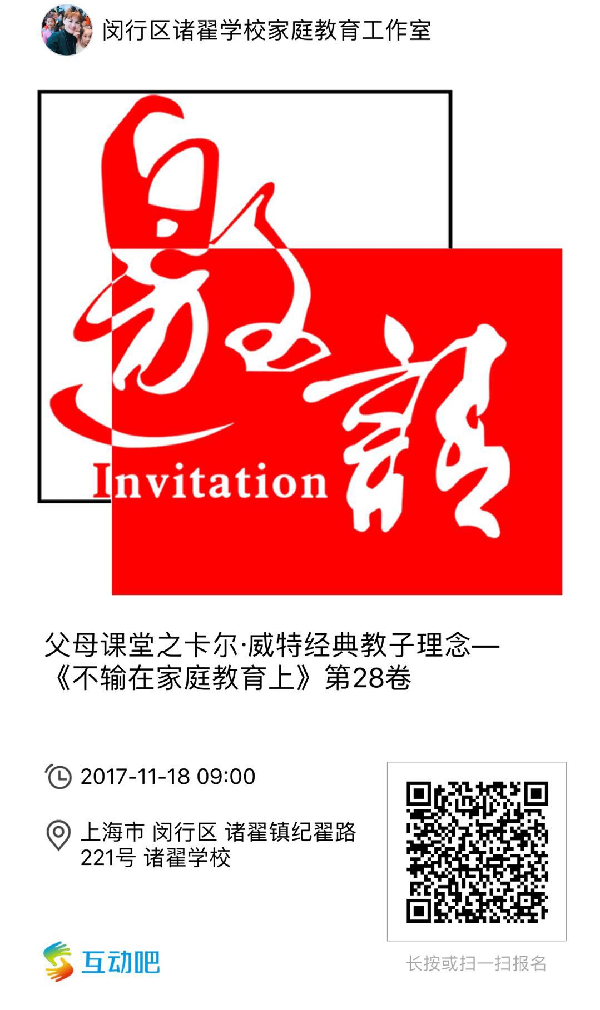 闵行区诸翟学校家庭教育工作室
邀請
Invitation
父母课堂之卡尔·威特经典教子理念—
《不输在家庭教育上》第28卷
2017-11-18 09:00
上海市 闵行区 诸翟镇纪翟路
221号 诸翟学校
互动吧
长按或扫一扫报名